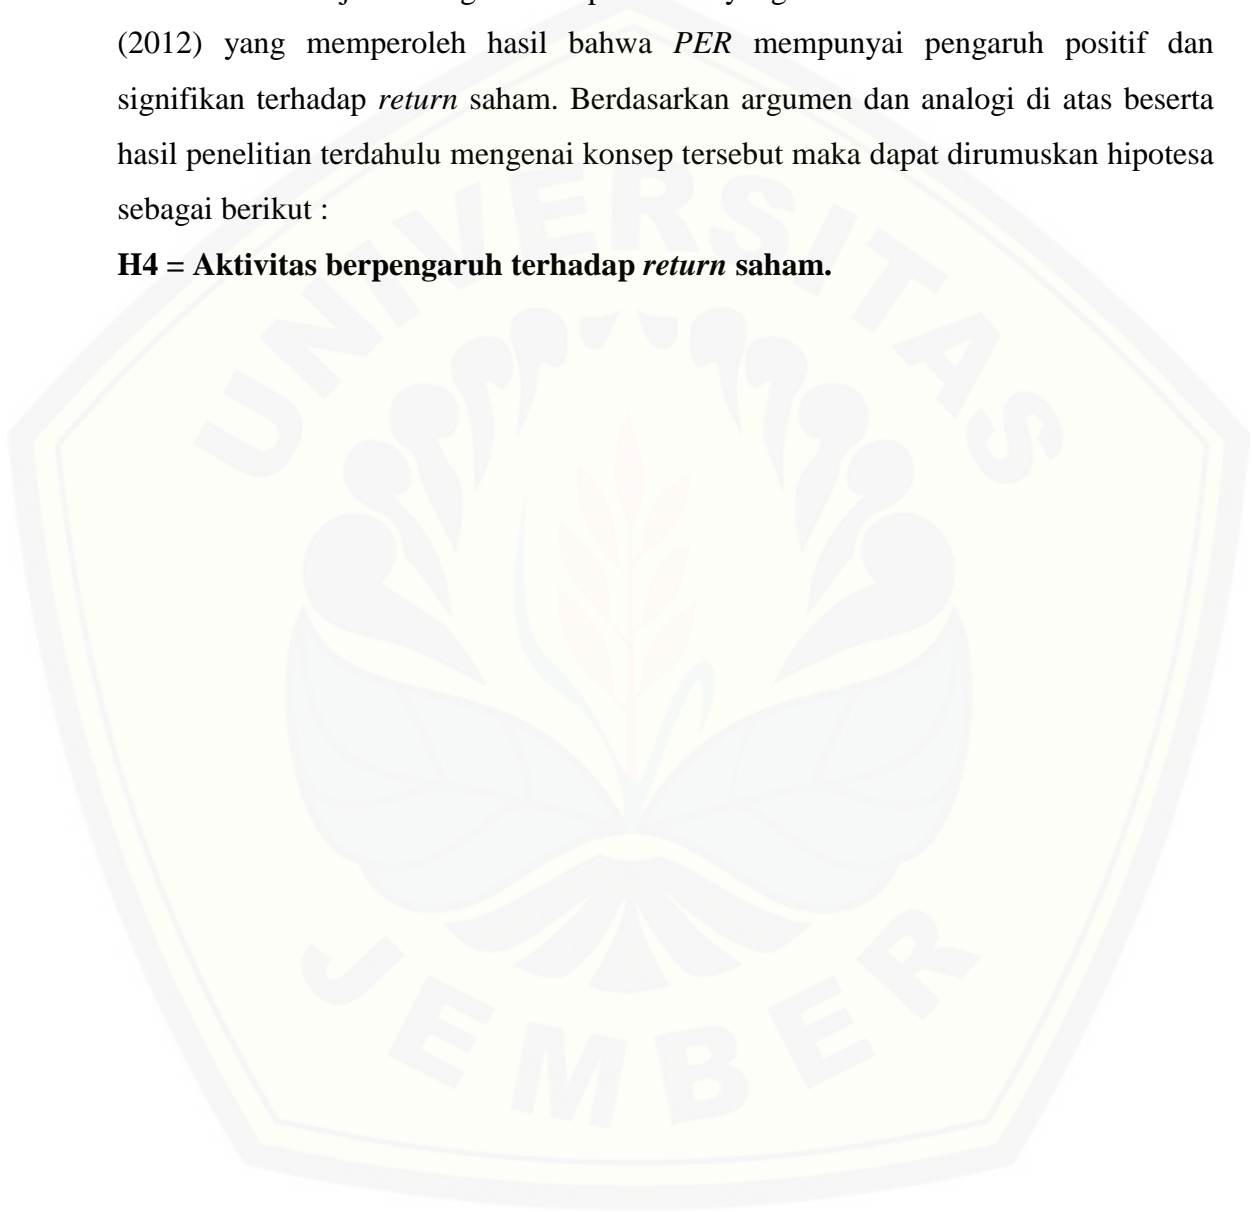 (2012) yang memperoleh hasil bahwa PER mempunyai pengaruh positif dan
signifikan terhadap return saham. Berdasarkan argumen dan analogi di atas beserta
hasil penelitian terdahulu mengenai konsep tersebut maka dapat dirumuskan hipotesa
sebagai berikut :
H4 = Aktivitas berpengaruh terhadap return saham.
UNIVERSITAS
JEMBER